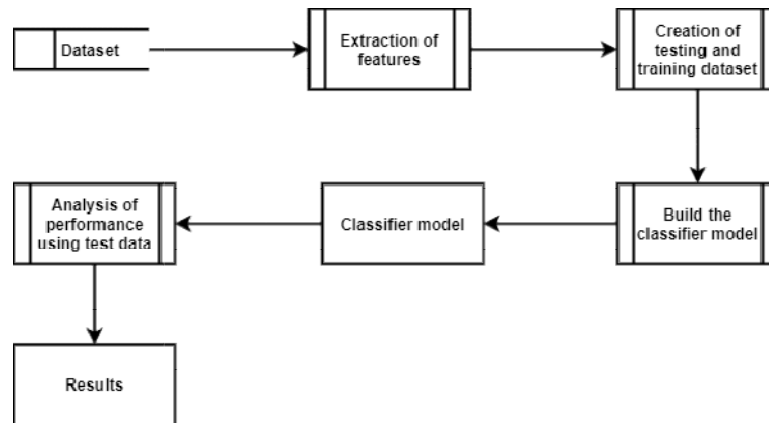 Dataset
Extraction of
features
Creation of
testing and
training dataset
Build the
classifier model
Classifier model
Analysis of
performance
using test data
Results